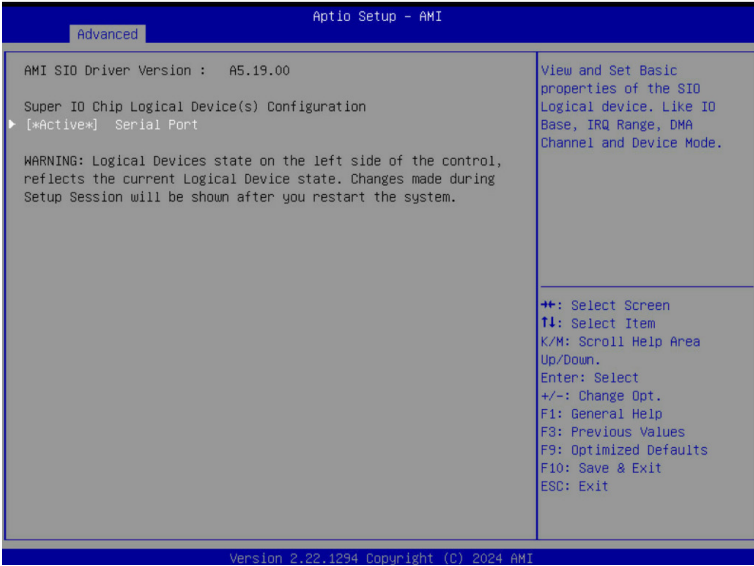 Aptio Setup - AMI
Advanced
AMI SIO Driver Version : A5.19.00
Super IO Chip Logical Device(s) Configuration
[*Active*] Serial Port
WARNING: Logical Devices state on the left side of the control,
reflects the current Logical Device state. Changes made during
Setup Session will be shown after you restart the system.
View and Set Basic
properties of the SIO
Logical device. Like IO
Base, IRQ Range, DMA
Channel and Device Mode.
→←: Select Screen
↑↓: Select Item
K/M: Scroll Help Area
Up/Down.
Enter: Select
+/-: Change Opt.
F1: General Help
F3: Previous Values
F9: Optimized Defaults
F10: Save & Exit
ESC: Exit
Version 2.22.1294 Copyright (C) 2024 AMI